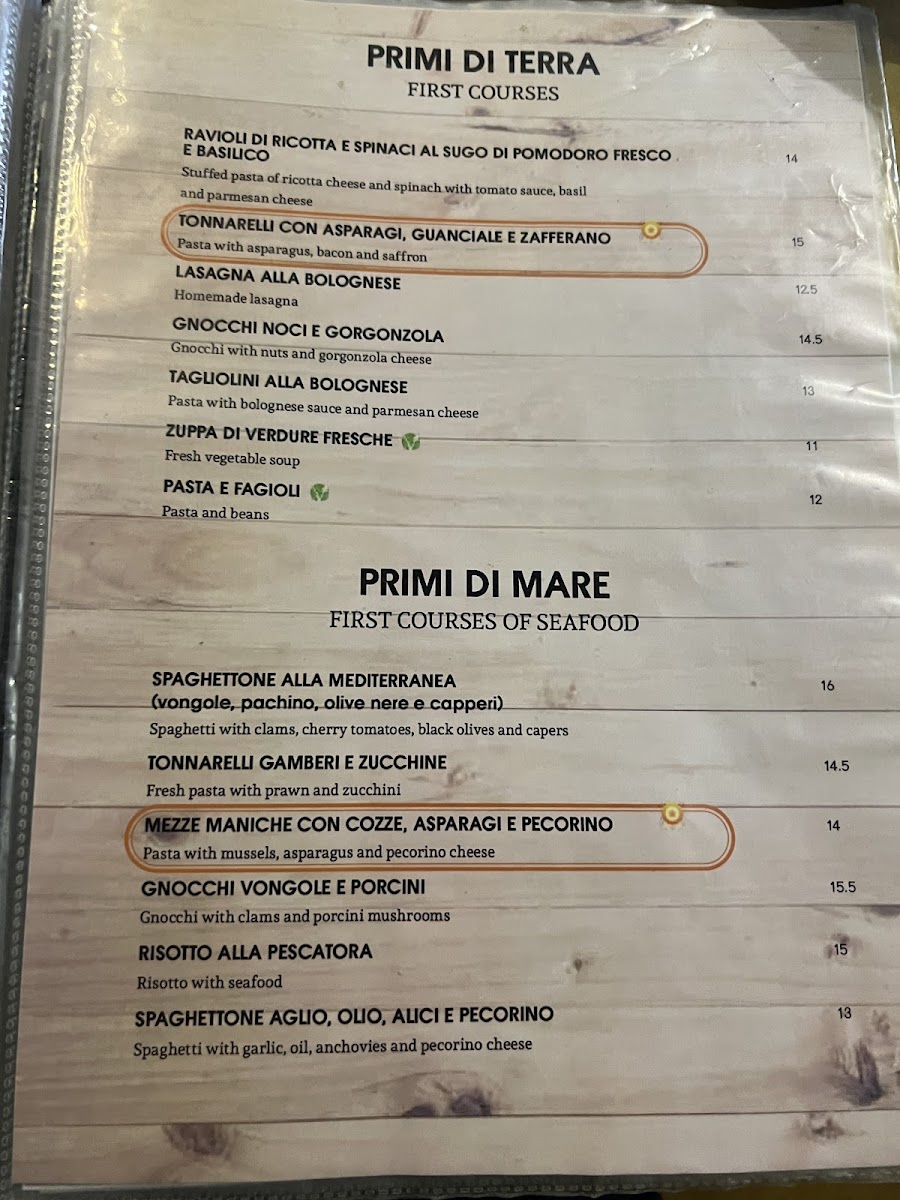 PRIMI DI TERRA
FIRST COURSES
RAVIOLI DI RICOTTA E SPINACI AL SUGO DI POMODORO FRESCO
E BASILICO
14
Stuffed pasta of ricotta cheese and spinach with tomato sauce, basil
and parmesan cheese
TONNARELLI CON ASPARAGI, GUANCIALE E ZAFFERANO
15
Pasta with asparagus, bacon and saffron
LASAGNA ALLA BOLOGNESE
12.5
Homemade lasagna
GNOCCHI NOCI E GORGONZOLA
14.5
Gnocchi with nuts and gorgonzola cheese
TAGLIOLINI ALLA BOLOGNESE
13
Pasta with bolognese sauce and parmesan cheese
ZUPPA DI VERDURE FRESCHE
11
Fresh vegetable soup
PASTA E FAGIOLI
12
Pasta and beans
PRIMI DI MARE
FIRST COURSES OF SEAFOOD
SPAGHETTONE ALLA MEDITERRANEA
16
(vongole, pachino, olive nere e capperi)
Spaghetti with clams, cherry tomatoes, black olives and capers
TONNARELLI GAMBERI E ZUCCHINE
14.5
Fresh pasta with prawn and zucchini
MEZZE MANICHE CON COZZE, ASPARAGI E PECORINO
14
Pasta with mussels, asparagus and pecorino cheese
GNOCCHI VONGOLE E PORCINI
15.5
Gnocchi with clams and porcini mushrooms
RISOTTO ALLA PESCATORA
15
Risotto with seafood
SPAGHETTONE AGLIO, OLIO, ALICI E PECORINO
13
Spaghetti with garlic, oil, anchovies and pecorino cheese